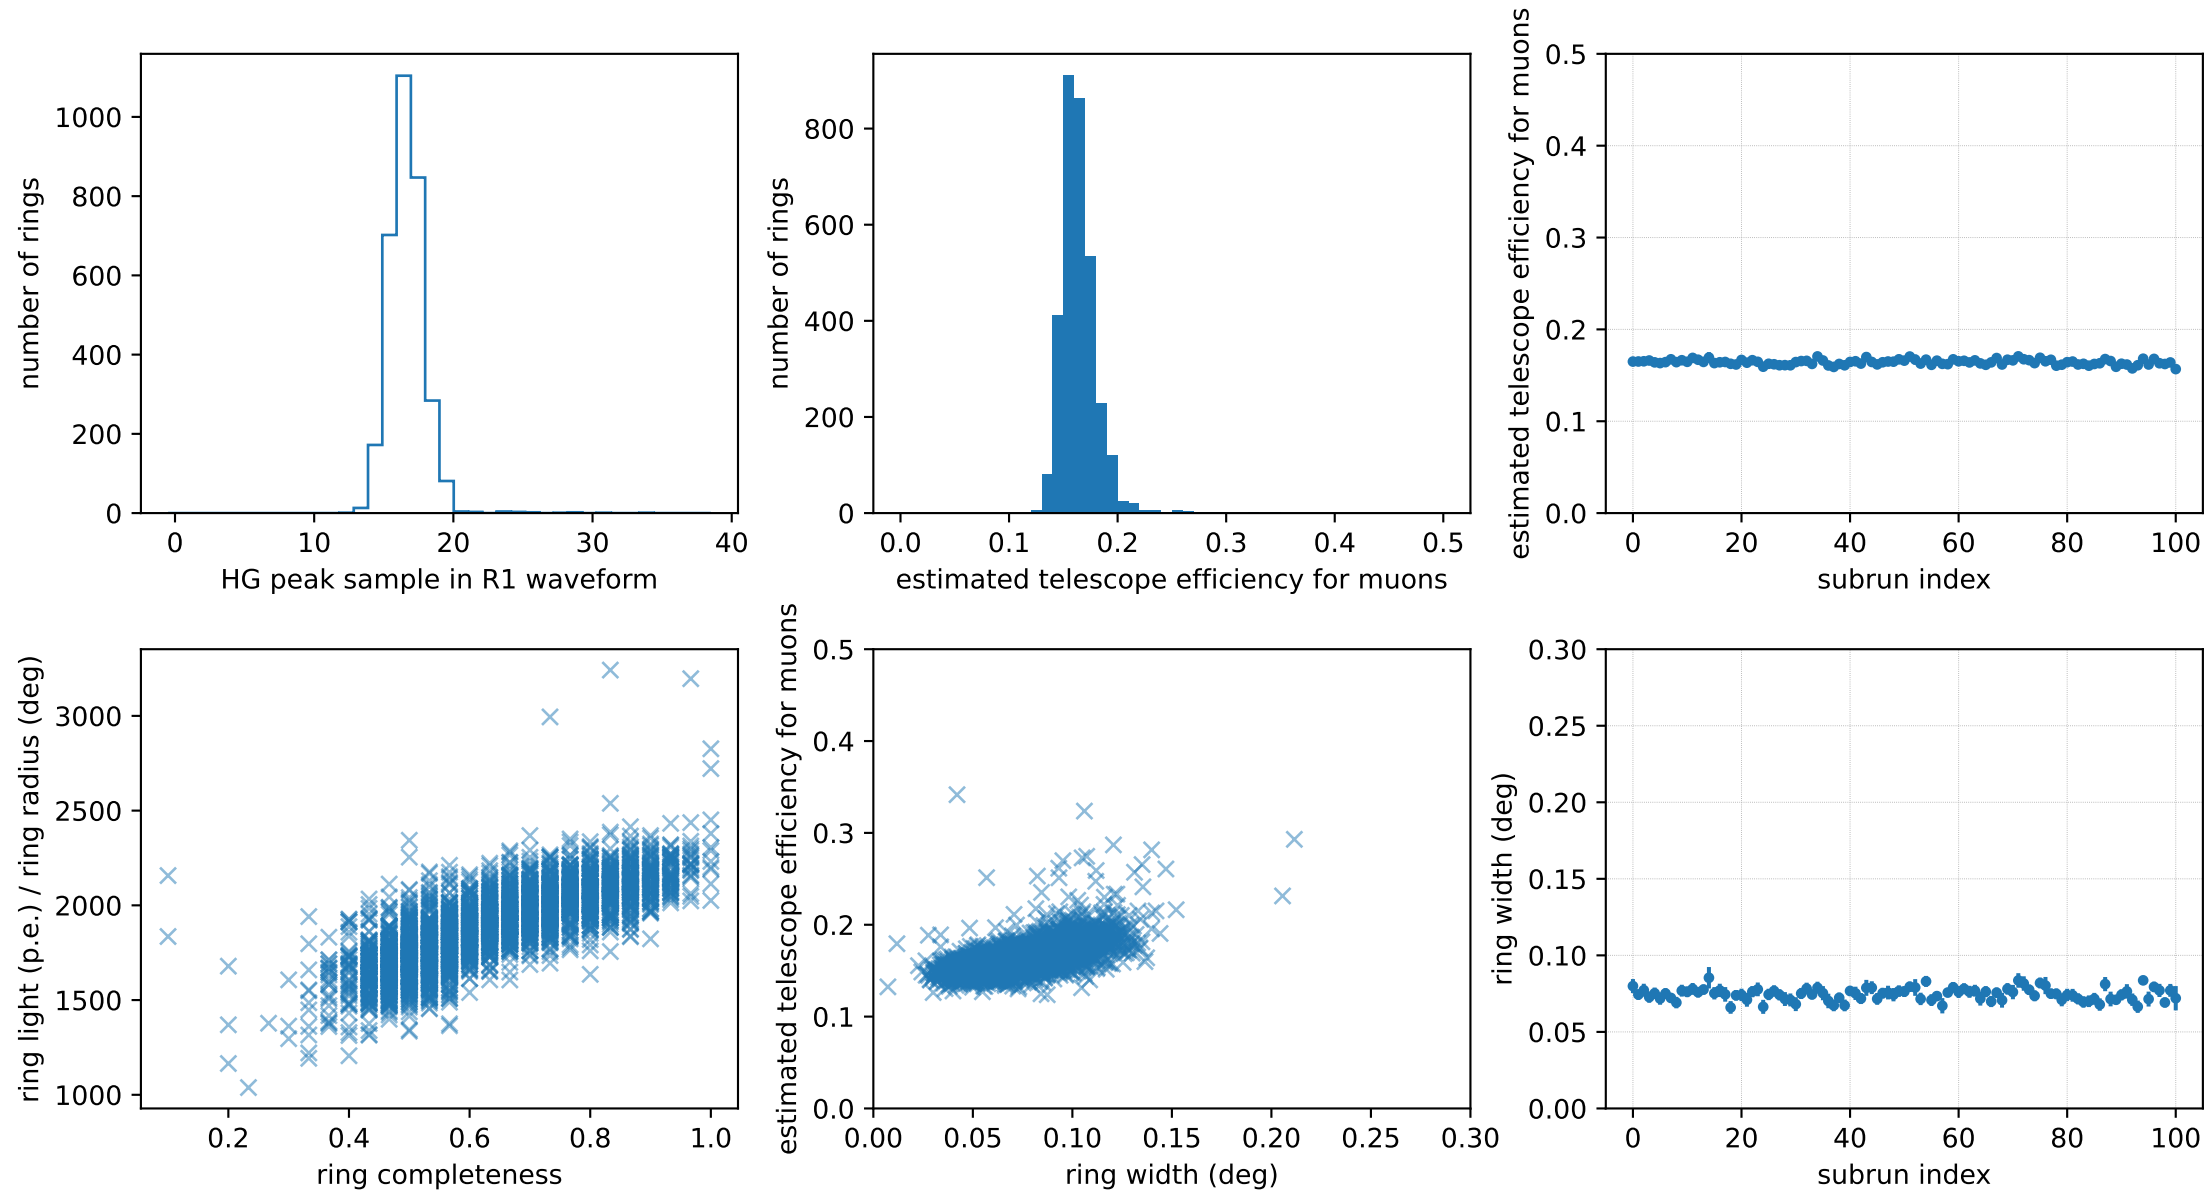 number of rings
1000
800
600
400
200
0
0 10 20 30 40
HG peak sample in R1 waveform
number of rings
800
600
400
200
0
0.0 0.1 0.2 0.3 0.4 0.5
estimated telescope efficiency for muons
estimated telescope efficiency for muons
0.5
0.4
0.3
0.2
0.1
0.0
0 20 40 60 80 100
subrun index
ring light (p.e.) / ring radius (deg)
3000
2500
2000
1500
1000
0.2 0.4 0.6 0.8 1.0
ring completeness
estimated telescope efficiency for muons
0.5
0.4
0.3
0.2
0.1
0.0
0.00 0.05 0.10 0.15 0.20 0.25 0.30
ring width (deg)
ring width (deg)
0.30
0.25
0.20
0.15
0.10
0.05
0.00
0 20 40 60 80 100
subrun index